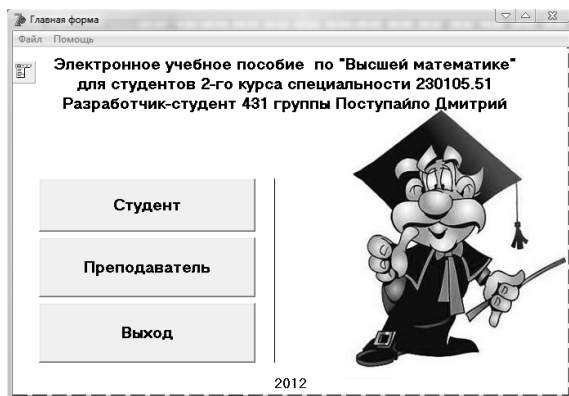 Главная форма
Файл Помощь
Электронное учебное пособие по "Высшей математике"
для студентов 2-го курса специальности 230105.51
Разработчик-студент 431 группы Поступайло Дмитрий
Студент
Преподаватель
Выход
2012